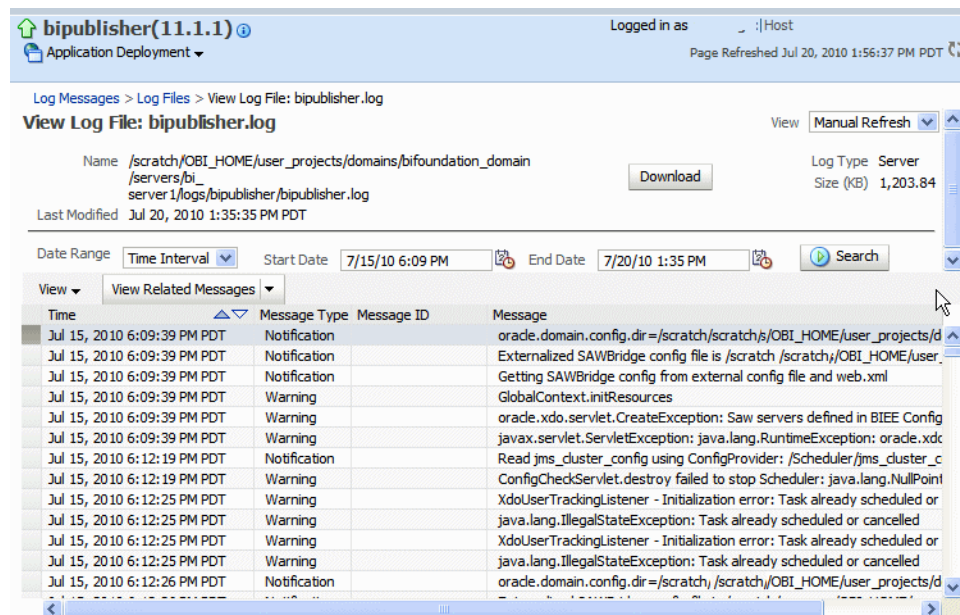 bipublisher(11.1.1)
Logged in as
|Host
Application Deployment
Page Refreshed Jul 20, 2010 1:56:37 PM PDT
Log Messages > Log Files > View Log File: bipublisher.log
View Log File: bipublisher.log
View Manual Refresh
Name /scratch/OBI_HOME/user_projects/domains/bifoundation_domain
/servers/bi_
server1/logs/bipublisher/bipublisher.log
Download
Log Type Server
Size (KB) 1,203.84
Last Modified Jul 20, 2010 1:35:35 PM PDT
Date Range Time Interval Start Date 7/15/10 6:09 PM End Date 7/20/10 1:35 PM Search
View View Related Messages
Time Message Type Message ID Message
Jul 15, 2010 6:09:39 PM PDT Notification oracle.domain.config.dir=/scratch/scratch/s/OBI_HOME/user_projects/d
Jul 15, 2010 6:09:39 PM PDT Notification Externalized SAWBridge config file is /scratch /scratch/OBI_HOME/user_
Jul 15, 2010 6:09:39 PM PDT Notification Getting SAWBridge config from external config file and web.xml
Jul 15, 2010 6:09:39 PM PDT Warning GlobalContext.initResources
Jul 15, 2010 6:09:39 PM PDT Warning oracle.xdo.servlet.CreateException: Saw servers defined in BIEE Config
Jul 15, 2010 6:09:39 PM PDT Warning javax.servlet.ServletException: java.lang.RuntimeException: oracle.xdo
Jul 15, 2010 6:12:19 PM PDT Notification Read jms_cluster_config using ConfigProvider: /Scheduler/jms_cluster_c
Jul 15, 2010 6:12:19 PM PDT Warning ConfigCheckServlet.destroy failed to stop Scheduler: java.lang.NullPoint
Jul 15, 2010 6:12:25 PM PDT Warning XdoUserTrackingListener - Initialization error: Task already scheduled or
Jul 15, 2010 6:12:25 PM PDT Warning java.lang.IllegalStateException: Task already scheduled or cancelled
Jul 15, 2010 6:12:25 PM PDT Warning XdoUserTrackingListener - Initialization error: Task already scheduled or
Jul 15, 2010 6:12:25 PM PDT Warning java.lang.IllegalStateException: Task already scheduled or cancelled
Jul 15, 2010 6:12:26 PM PDT Notification oracle.domain.config.dir=/scratch/ /scratch/OBI_HOME/user_projects/d